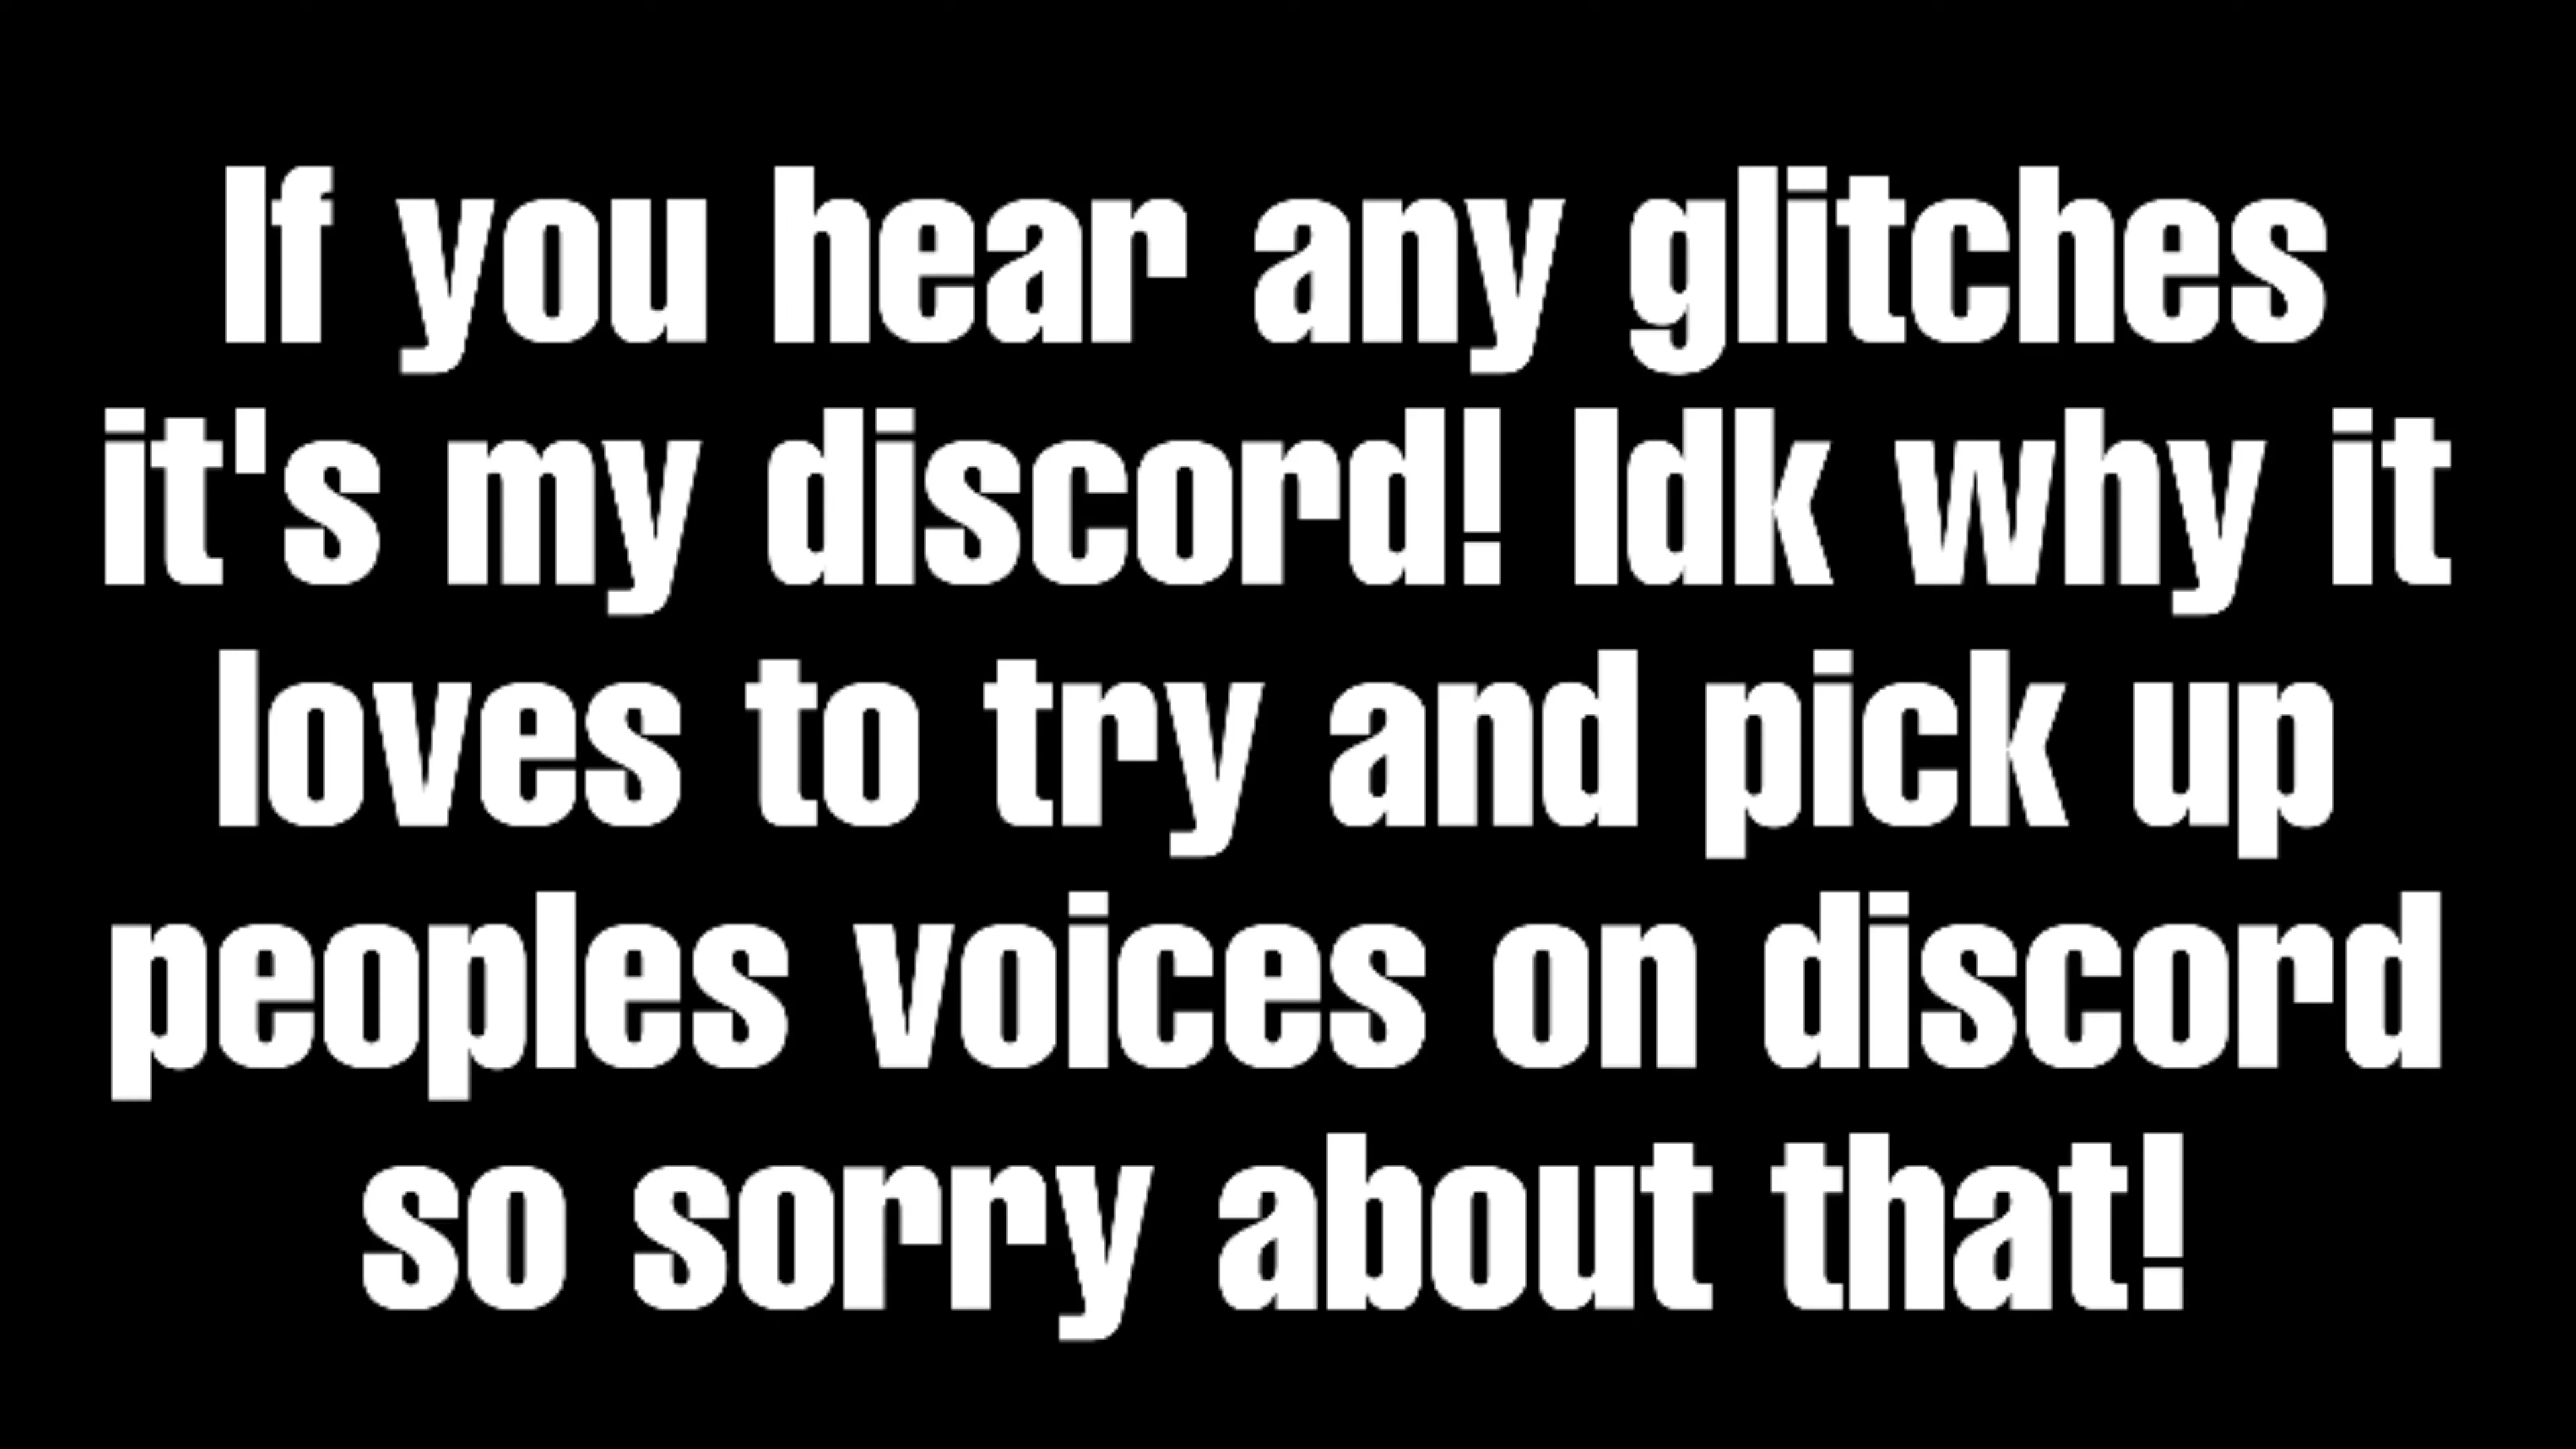 If you hear any glitches
it's my discord! Idk why it
loves to try and pick up
peoples voices on discord
so sorry about that!